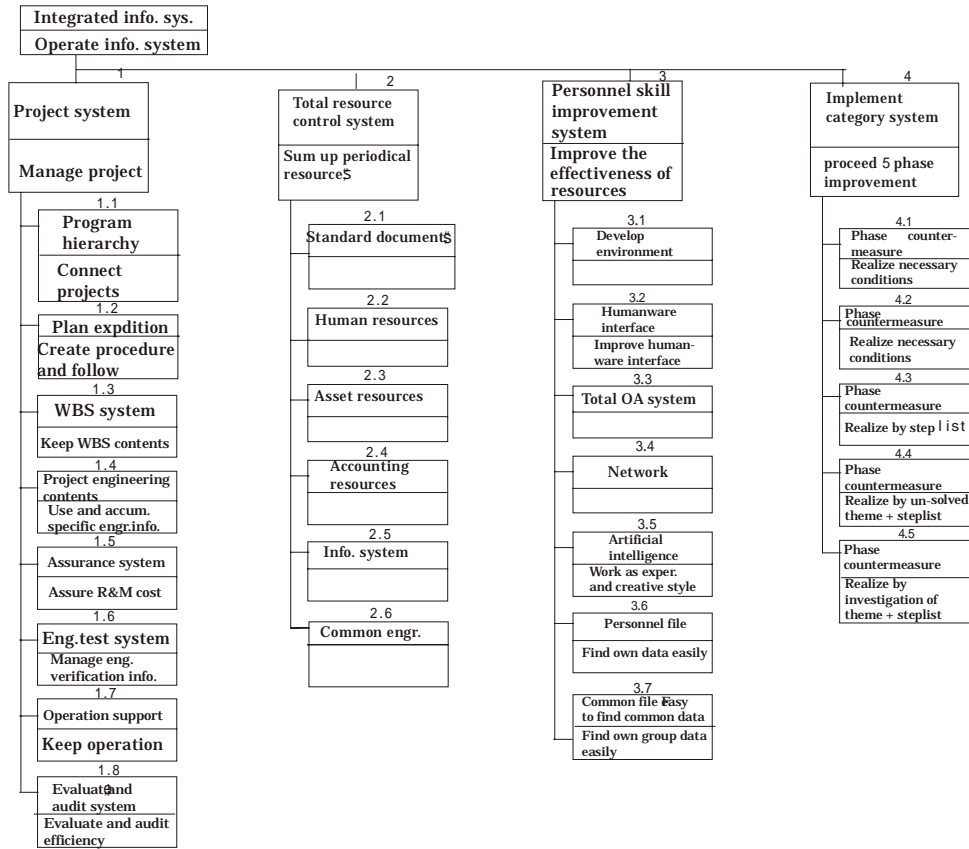 Integrated info. sys.
Operate info. system
1
Project system
Manage project
1.1
Program
hierarchy
Connect
projects
1.2
Plan expdition
Create procedure
and follow
1.3
WBS system
Keep WBS contents
1.4
Project engineering
contents
Use and accum.
specific engr.info.
1.5
Assurance system
Assure R&M cost
1.6
Eng.test system
Manage eng.
verification info.
1.7
Operation support
Keep operation
1.8
Evaluate and
audit system
Evaluate and audit
efficiency
2
Total resource
control system
Sum up periodical
resources
2.1
Standard documents
2.2
Human resources
2.3
Asset resources
2.4
Accounting
resources
2.5
Info. system
2.6
Common engr.
3
Personnel skill
improvement
system
Improve the
effectiveness of
resources
3.1
Develop
environment
3.2
Humanware
interface
Improve human-
ware interface
3.3
Total OA system
3.4
Network
3.5
Artificial
intelligence
Work as exper.
and creative style
3.6
Personnel file
Find own data easily
3.7
Common file Easy
to find common data
Find own group data
easily
4
Implement
category system
proceed 5 phase
improvement
4.1
Phase counter-
measure
Realize necessary
conditions
4.2
Phase
countermeasure
Realize necessary
conditions
4.3
Phase
countermeasure
Realize by step list
4.4
Phase
countermeasure
Realize by un-solved
theme + steplist
4.5
Phase
countermeasure
Realize by
investigation of
theme + steplist